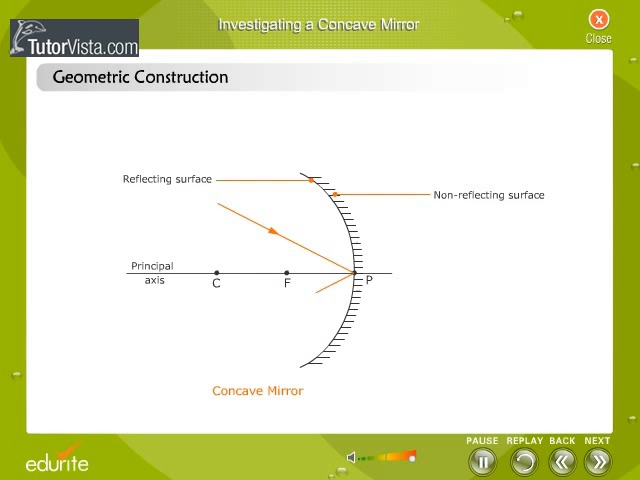 Investigating a Concave Mirror
X
Close
TutorVista.com
Geometric Construction
Reflecting surface
Non-reflecting surface
Principal
axis
C
F
P
Concave Mirror
edurite
PAUSE REPLAY BACK NEXT